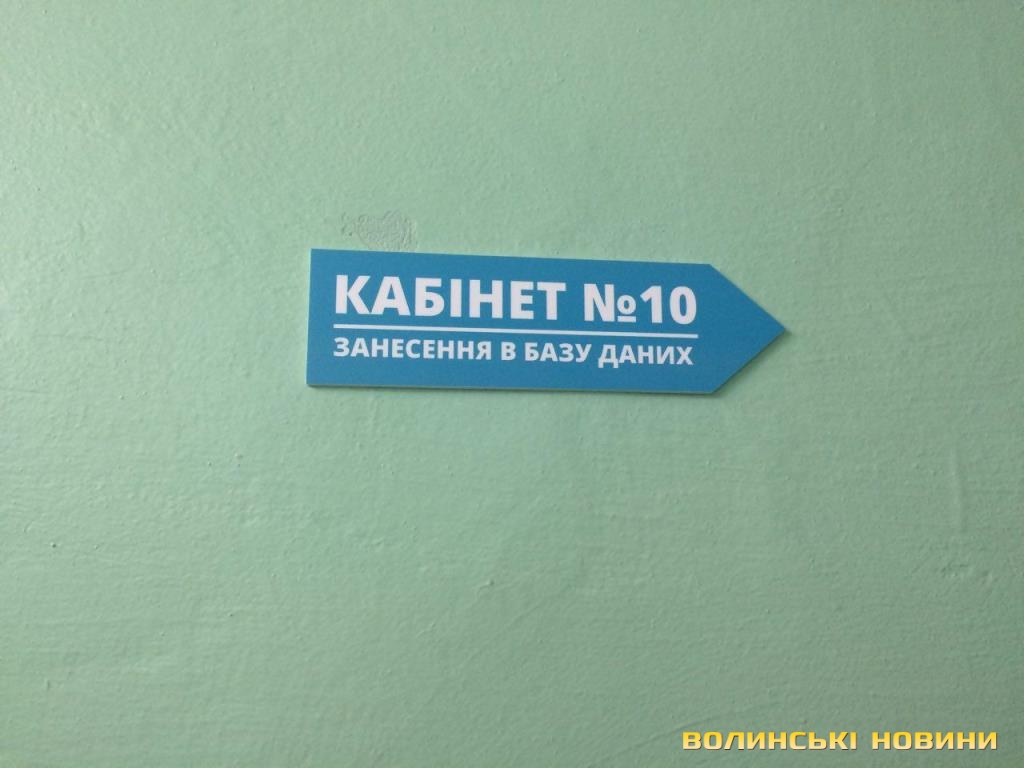 КАБІНЕТ №10
ЗАНЕСЕННЯ В БАЗУ ДАНИХ
ВОЛИНСЬКІ НОВИНИ